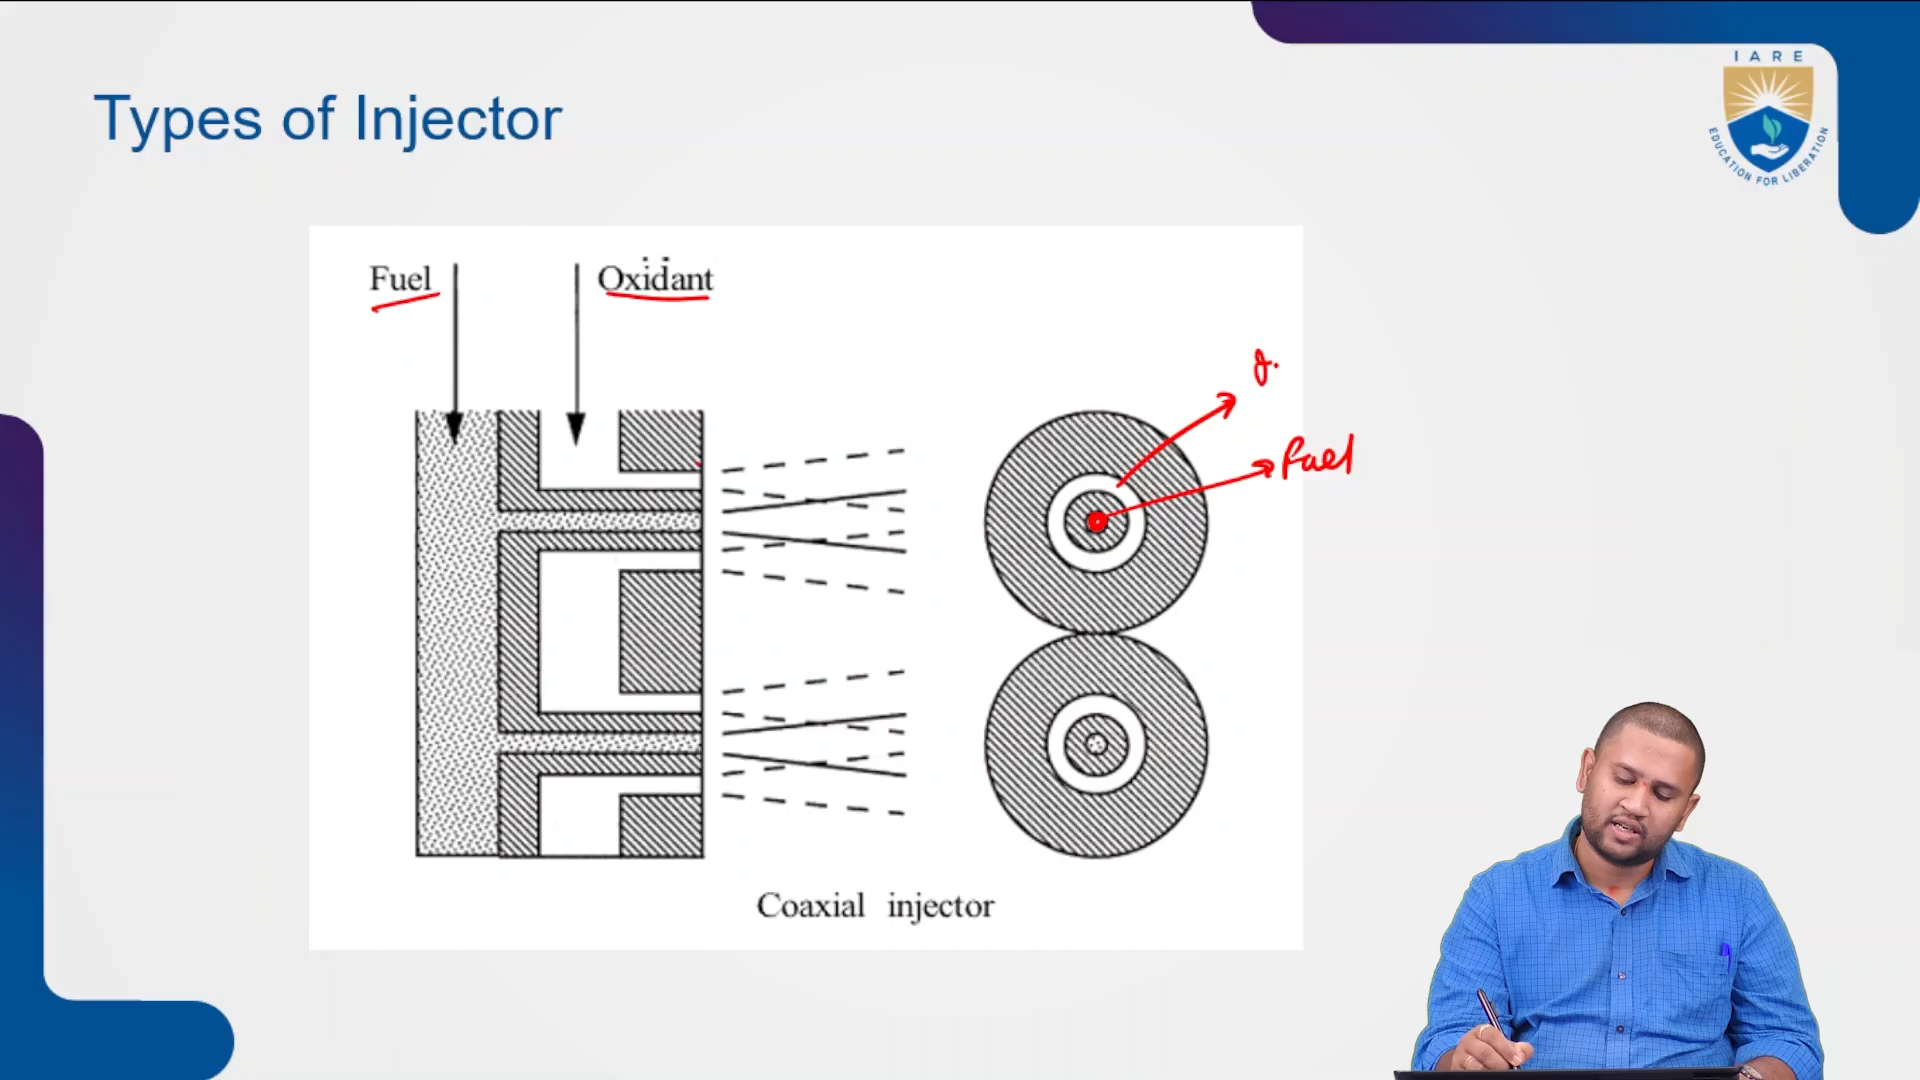 I A R E
EDUCATION FOR LIBERATION
Types of Injector
Fuel
Oxidant
fuel
Coaxial injector